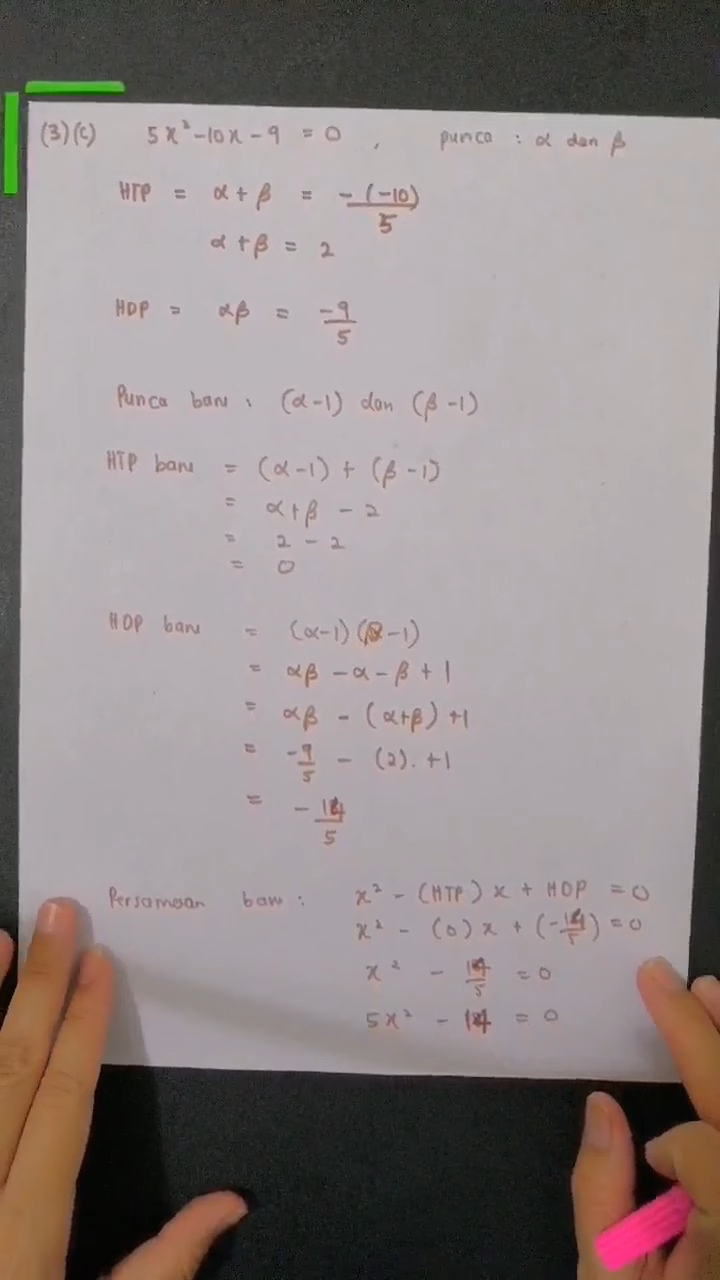 (3)(c) 5x² - 10x - 9 = 0 , punca : α dan β
HTP = α + β = -(-10)/5
α + β = 2
HDP = αβ = -9/5
Punca baru : (α-1) dan (β-1)
HTP baru = (α-1) + (β-1)
= α+β - 2
= 2 - 2
= 0
HDP baru = (α-1)(β-1)
= αβ - α - β + 1
= αβ - (α+β) + 1
= -9/5 - (2) . + 1
= - 14/5
Persamaan baru : x² - (HTP)x + HDP = 0
x² - (0)x + (-14/5) = 0
x² - 14/5 = 0
5x² - 14 = 0